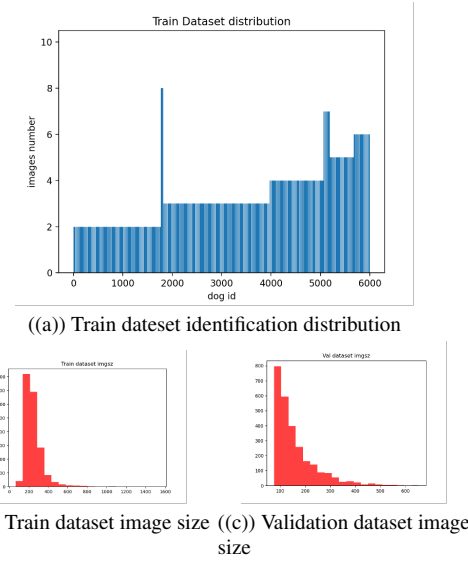 Train Dataset distribution
10
8
6
4
2
0
images number
0 1000 2000 3000 4000 5000 6000
dog id
((a)) Train dateset identification distribution
Train dataset imgsz
0 200 400 600 800 1000 1200 1400 1600
Val dataset imgsz
800
700
600
500
400
300
200
100
0
100 200 300 400 500 600
Train dataset image size ((c)) Validation dataset image
size